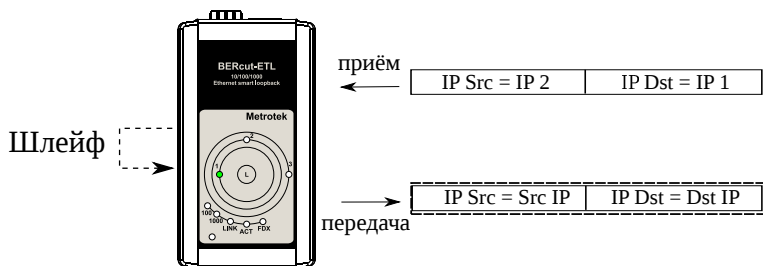 BERcut-ETL
10/100/1000
Ethernet smart loopback
Metrotek
1
2
3
L
100
1000
LINK
ACT
FDX
Шлейф
приём
IP Src = IP 2
IP Dst = IP 1
IP Src = Src IP
IP Dst = Dst IP
передача